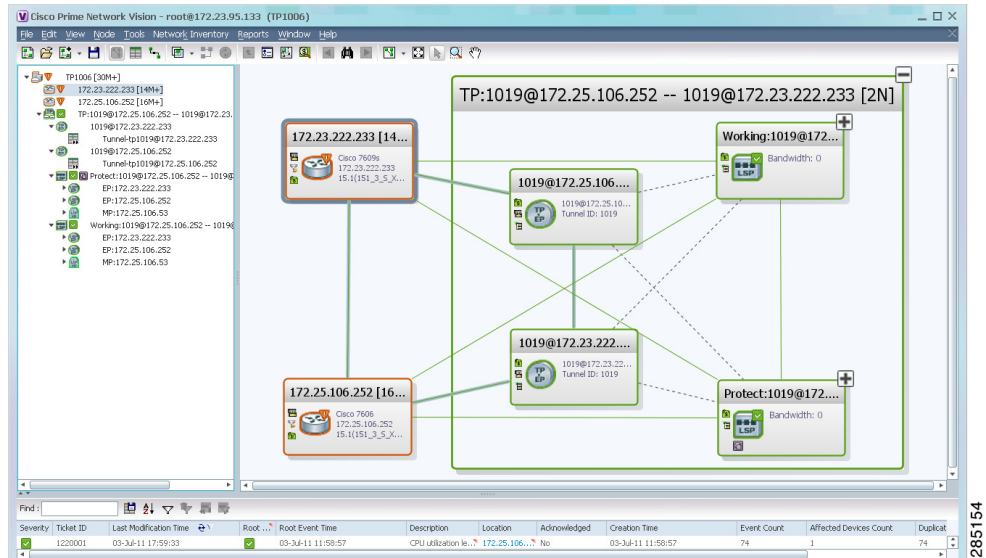 Cisco Prime Network Vision - root@172.23.95.133 (TP1006)
File Edit View Node Tools Network Inventory Reports Window Help
TP1006 [30M+]
172.23.222.233 [14M+]
172.25.106.252 [16M+]
TP:1019@172.25.106.252 -- 1019@172.23.
1019@172.23.222.233
Tunnel-tp1019@172.23.222.233
1019@172.25.106.252
Tunnel-tp1019@172.25.106.252
Protect:1019@172.25.106.252 -- 1019@
EP:172.23.222.233
EP:172.25.106.252
MP:172.25.106.53
Working:1019@172.25.106.252 -- 1019@
EP:172.23.222.233
EP:172.25.106.252
MP:172.25.106.53
TP:1019@172.25.106.252 -- 1019@172.23.222.233 [2N]
172.23.222.233 [14...
Cisco 7609s
172.23.222.233
15.1(151_3_S_X...
Working:1019@172...
Bandwidth: 0
LSP
1019@172.25.106....
1019@172.25.10...
Tunnel ID: 1019
TP
EP
1019@172.23.222....
1019@172.23.22...
Tunnel ID: 1019
TP
EP
172.25.106.252 [16...
Cisco 7606
172.25.106.252
15.1(151_3_S_X...
Protect:1019@172....
Bandwidth: 0
LSP
Find :
Severity Ticket ID Last Modification Time Root ... Root Event Time Description Location Acknowledged Creation Time Event Count Affected Devices Count Duplicat
1220001 03-Jul-11 17:59:33 03-Jul-11 11:58:57 CPU utilization le... 172.25.106... No 03-Jul-11 11:58:57 74 1 74
285154